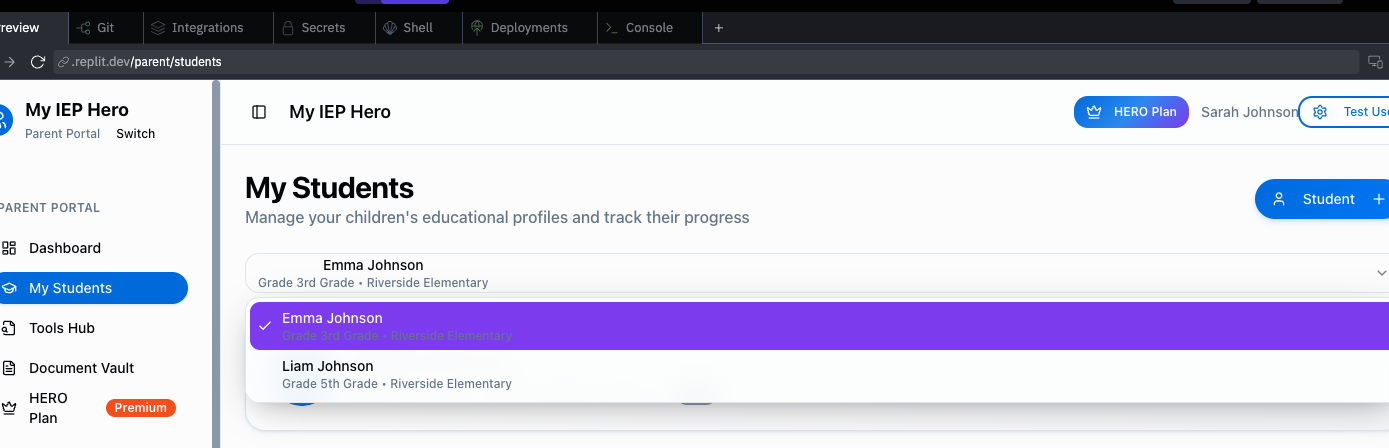 review
Git
Integrations
Secrets
Shell
Deployments
Console
.replit.dev/parent/students
My IEP Hero
Parent Portal Switch
My IEP Hero
HERO Plan
Sarah Johnson
Test Use
PARENT PORTAL
Dashboard
My Students
Tools Hub
Document Vault
HERO
Plan
Premium
My Students
Manage your children's educational profiles and track their progress
Student
Emma Johnson
Grade 3rd Grade • Riverside Elementary
Emma Johnson
Grade 3rd Grade • Riverside Elementary
Liam Johnson
Grade 5th Grade • Riverside Elementary